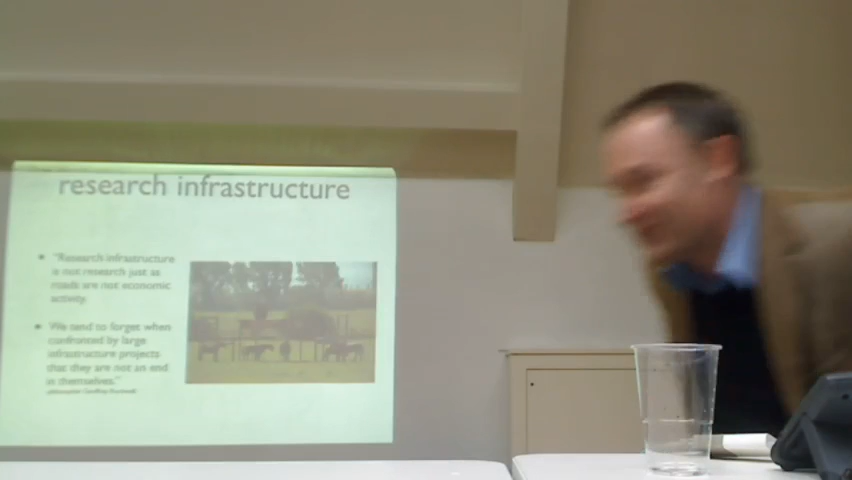 research infrastructure
• "Research infrastructure
is not research just as
roads are not economic
activity.
• We tend to forget when
confronted by large
infrastructure projects
that they are not an end
in themselves."